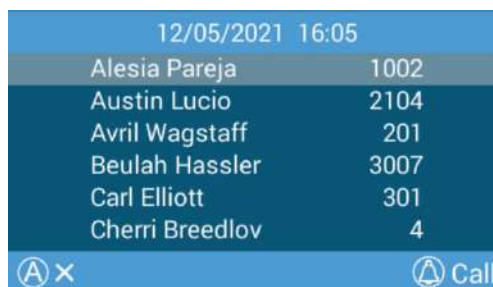 12/05/2021 16:05
Alesia Pareja 1002
Austin Lucio 2104
Avril Wagstaff 201
Beulah Hassler 3007
Carl Elliott 301
Cherri Breedlov 4
A × Call